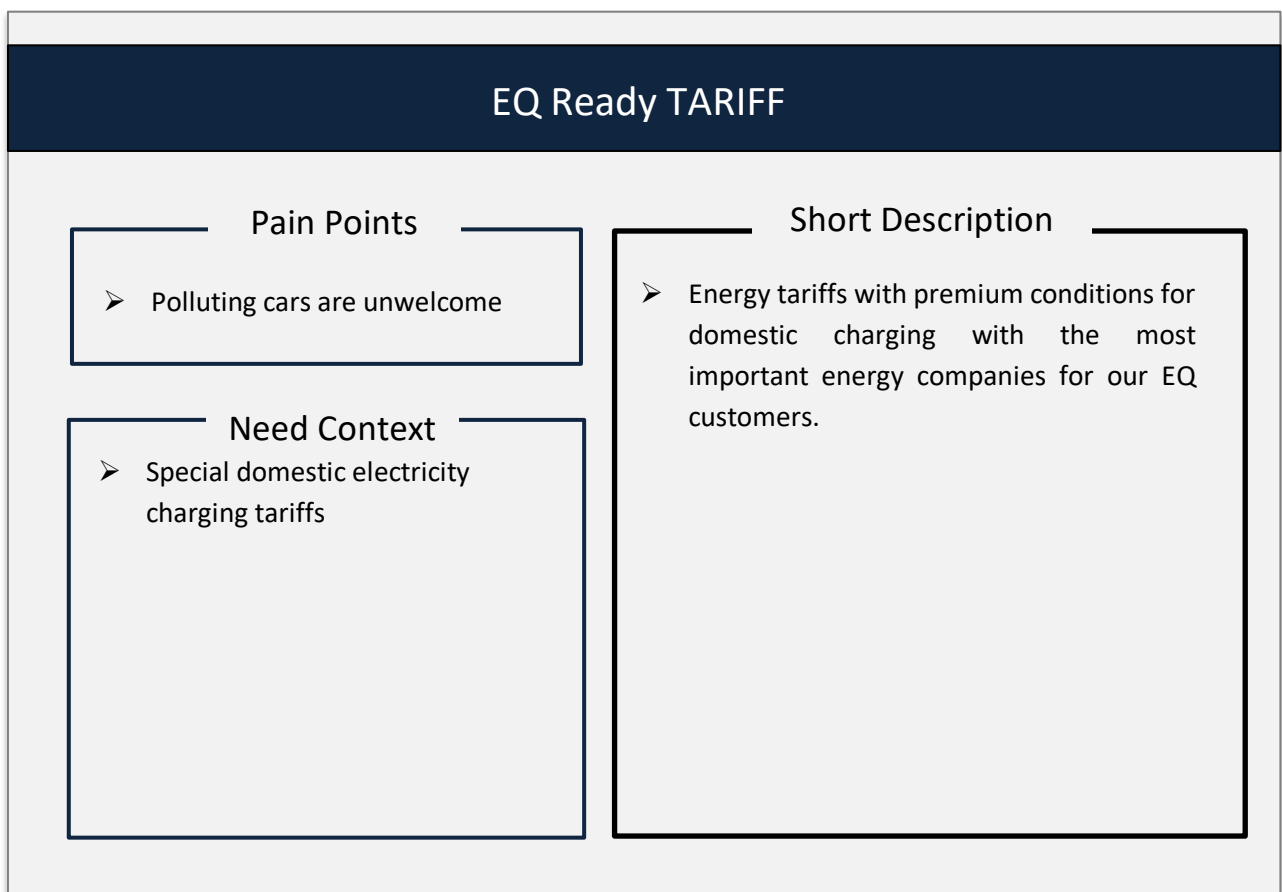 EQ Ready TARIFF
Pain Points
➢ Polluting cars are unwelcome
Need Context
➢ Special domestic electricity
charging tariffs
Short Description
➢ Energy tariffs with premium conditions for
domestic charging with the most
important energy companies for our EQ
customers.